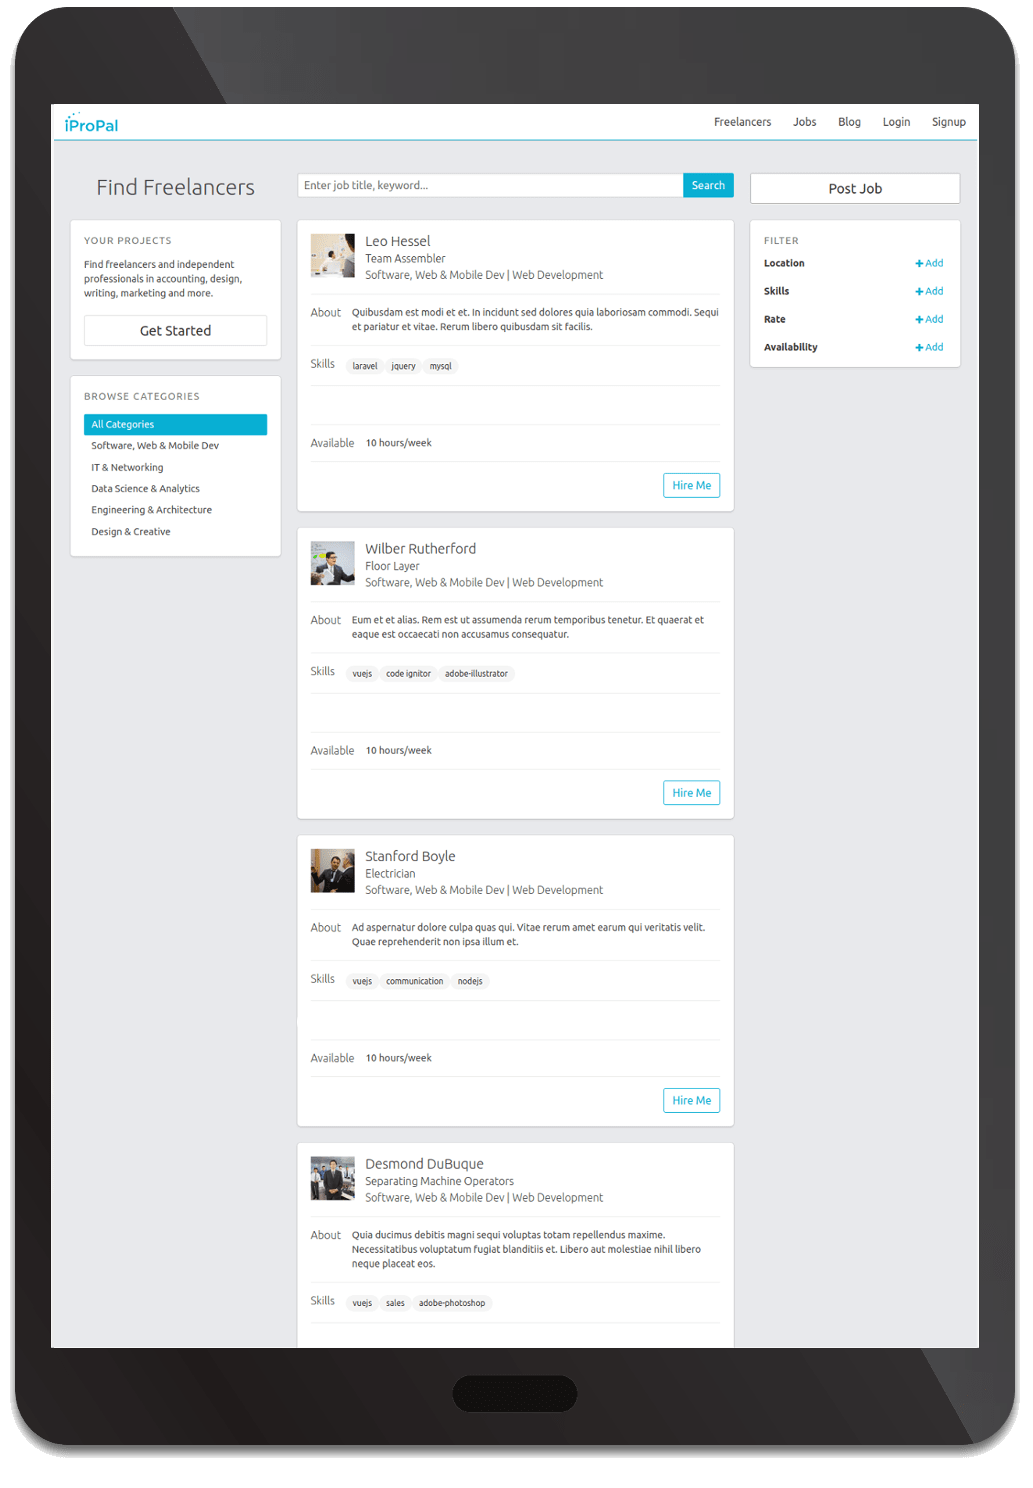 iProPal
Freelancers Jobs Blog Login Signup
Find Freelancers
Enter job title, keyword...
Search
Post Job
YOUR PROJECTS
Find freelancers and independent
professionals in accounting, design,
writing, marketing and more.
Get Started
BROWSE CATEGORIES
All Categories
Software, Web & Mobile Dev
IT & Networking
Data Science & Analytics
Engineering & Architecture
Design & Creative
Leo Hessel
Team Assembler
Software, Web & Mobile Dev | Web Development
About Quibusdam est modi et et. In incidunt sed dolores quia laboriosam commodi. Sequi
et pariatur et vitae. Rerum libero quibusdam sit facilis.
Skills laravel jquery mysql
Available 10 hours/week
Hire Me
Wilber Rutherford
Floor Layer
Software, Web & Mobile Dev | Web Development
About Eum et et alias. Rem est ut assumenda rerum temporibus tenetur. Et quaerat et
eaque est occaecati non accusamus consequatur.
Skills vuejs code ignitor adobe-illustrator
Available 10 hours/week
Hire Me
Stanford Boyle
Electrician
Software, Web & Mobile Dev | Web Development
About Ad aspernatur dolore culpa quas qui. Vitae rerum amet earum qui veritatis velit.
Quae reprehenderit non ipsa illum et.
Skills vuejs communication nodejs
Available 10 hours/week
Hire Me
Desmond DuBuque
Separating Machine Operators
Software, Web & Mobile Dev | Web Development
About Quia ducimus debitis magni sequi voluptas totam repellendus maxime.
Necessitatibus voluptatum fugiat blanditiis et. Libero aut molestiae nihil libero
neque placeat eos.
Skills vuejs sales adobe-photoshop
FILTER
Location + Add
Skills + Add
Rate + Add
Availability + Add